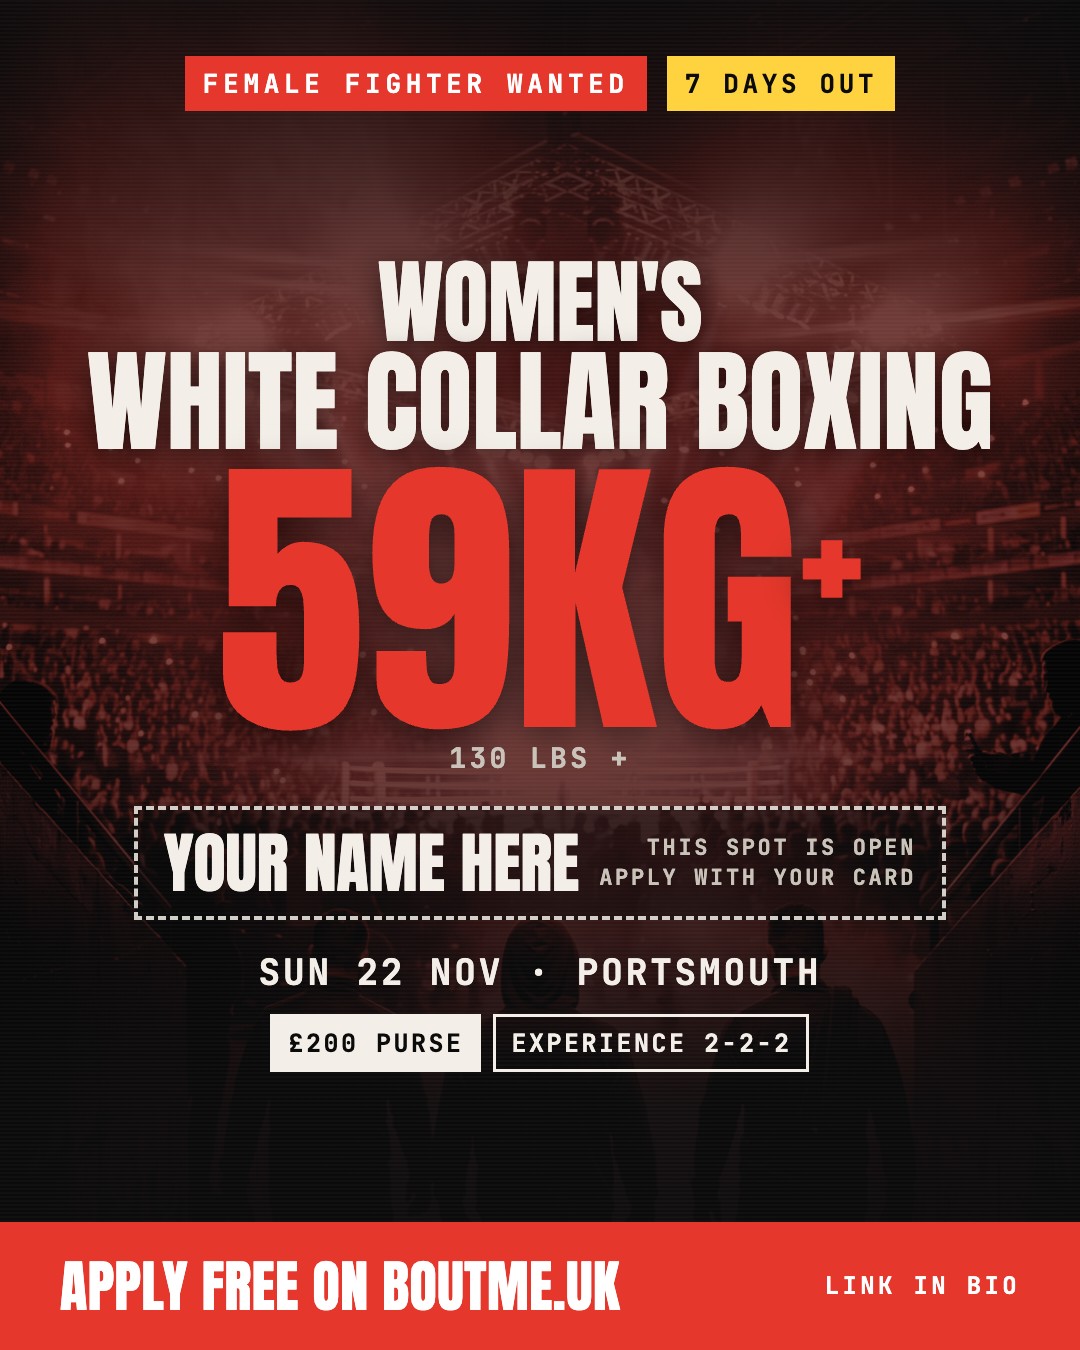 FEMALE FIGHTER WANTED
7 DAYS OUT
WOMEN'S
WHITE COLLAR BOXING
59KG+
130 LBS +
YOUR NAME HERE
THIS SPOT IS OPEN
APPLY WITH YOUR CARD
SUN 22 NOV · PORTSMOUTH
£200 PURSE
EXPERIENCE 2-2-2
APPLY FREE ON BOUTME.UK
LINK IN BIO